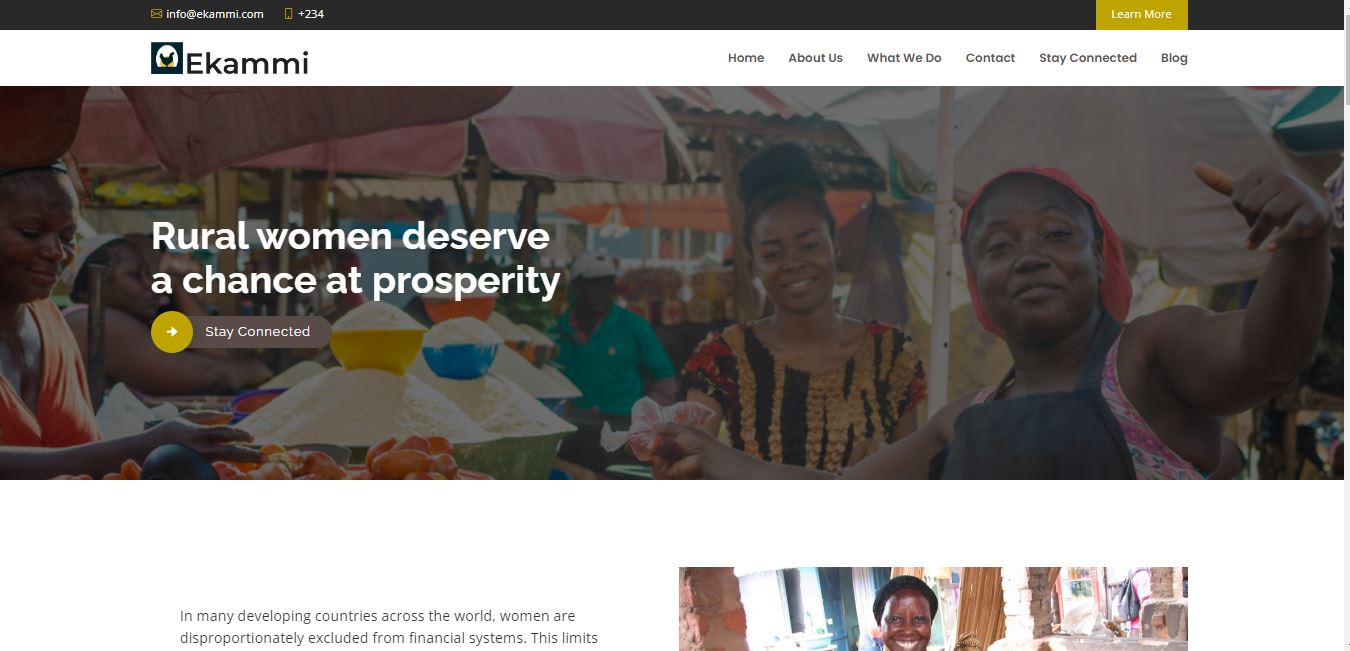 info@ekammi.com +234 Learn More
Ekammi Home About Us What We Do Contact Stay Connected Blog
Rural women deserve
a chance at prosperity
Stay Connected
In many developing countries across the world, women are
disproportionately excluded from financial systems. This limits